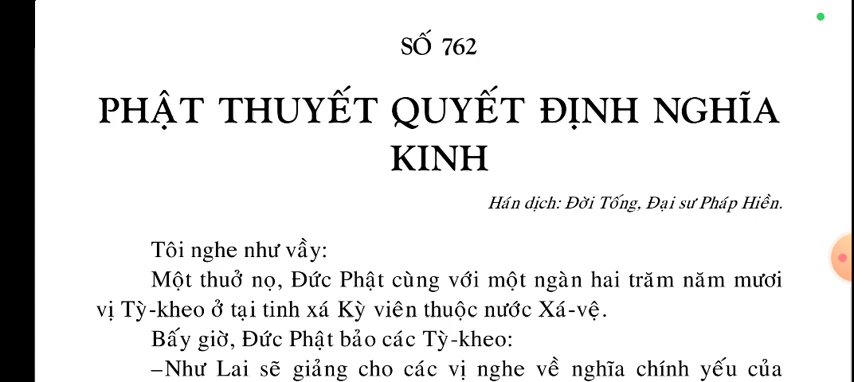 SỐ 762
PHẬT THUYẾT QUYẾT ĐỊNH NGHĨA
KINH
Hán dịch: Đời Tống, Đại sư Pháp Hiền.
Tôi nghe như vầy:
Một thuở nọ, Đức Phật cùng với một ngàn hai trăm năm mươi
vị Tỳ-kheo ở tại tinh xá Kỳ viên thuộc nước Xá-vệ.
Bấy giờ, Đức Phật bảo các Tỳ-kheo:
–Như Lai sẽ giảng cho các vị nghe về nghĩa chính yếu của